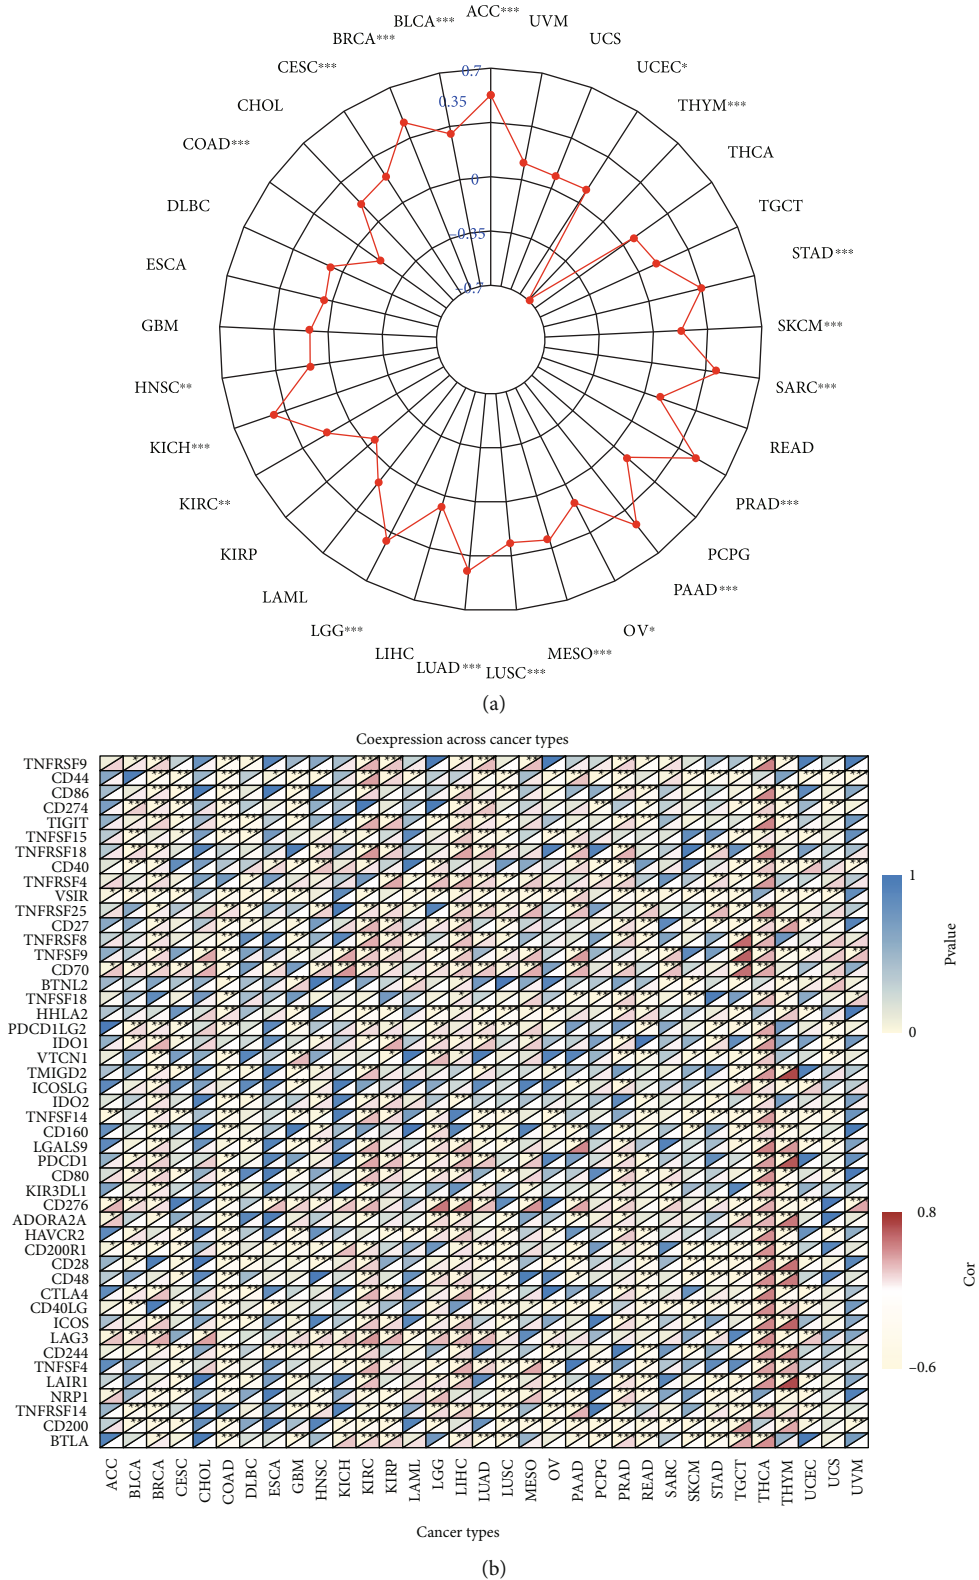 ACC***
UVM
UCS
UCEC*
THYM***
THCA
TGCT
STAD***
SKCM***
SARC***
READ
PRAD***
PCPG
PAAD***
OV*
MESO***
LUSC***
LUAD***
LIHC
LGG***
LAML
KIRP
KIRC**
KICH***
HNSC**
GBM
ESCA
DLBC
COAD***
CHOL
CESC***
BRCA***
BLCA***
0.7
0.35
0
−0.35
−0.7
(a)
Coexpression across cancer types
TNFRSF9
CD44
CD86
CD274
TIGIT
TNFSF15
TNFRSF18
CD40
TNFRSF4
VSIR
TNFRSF25
CD27
TNFRSF8
TNFSF9
CD70
BTNL2
TNFSF18
HHLA2
PDCD1LG2
IDO1
VTCN1
TMIGD2
ICOSLG
IDO2
TNFSF14
CD160
LGALS9
PDCD1
CD80
KIR3DL1
CD276
ADORA2A
HAVCR2
CD200R1
CD28
CD48
CTLA4
CD40LG
ICOS
LAG3
CD244
TNFSF4
LAIR1
NRP1
TNFRSF14
CD200
BTLA
ACC
BLCA
BRCA
CESC
CHOL
COAD
DLBC
ESCA
GBM
HNSC
KICH
KIRC
KIRP
LAML
LGG
LIHC
LUAD
LUSC
MESO
OV
PAAD
PCPG
PRAD
READ
SARC
SKCM
STAD
TGCT
THCA
THYM
UCEC
UCS
UVM
Cancer types
1
0
Pvalue
0.8
−0.6
Cor
(b)